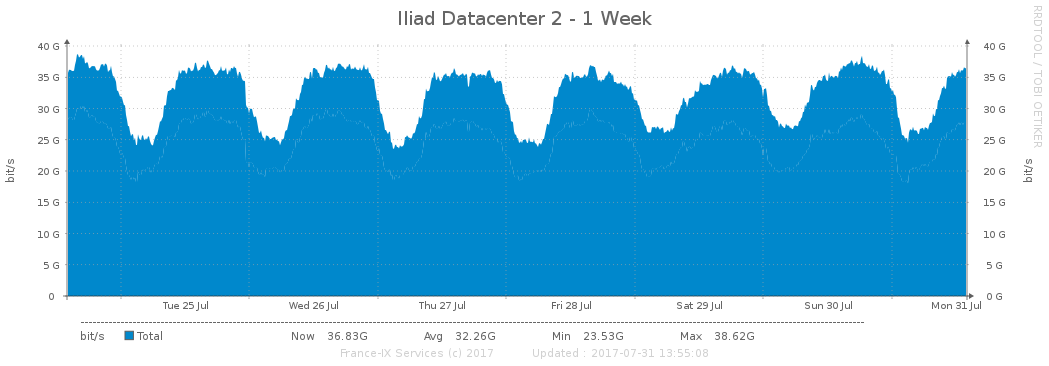 Iliad Datacenter 2 - 1 Week
RRDTOOL / TOBI OETIKER
40 G 40 G
35 G 35 G
30 G 30 G
25 G 25 G
20 G 20 G
15 G 15 G
10 G 10 G
5 G 5 G
0 0 G
bit/s bit/s
Tue 25 Jul Wed 26 Jul Thu 27 Jul Fri 28 Jul Sat 29 Jul Sun 30 Jul Mon 31 Jul
bit/s Total Now 36.83G Avg 32.26G Min 23.53G Max 38.62G
France-IX Services (c) 2017 Updated : 2017-07-31 13:55:08